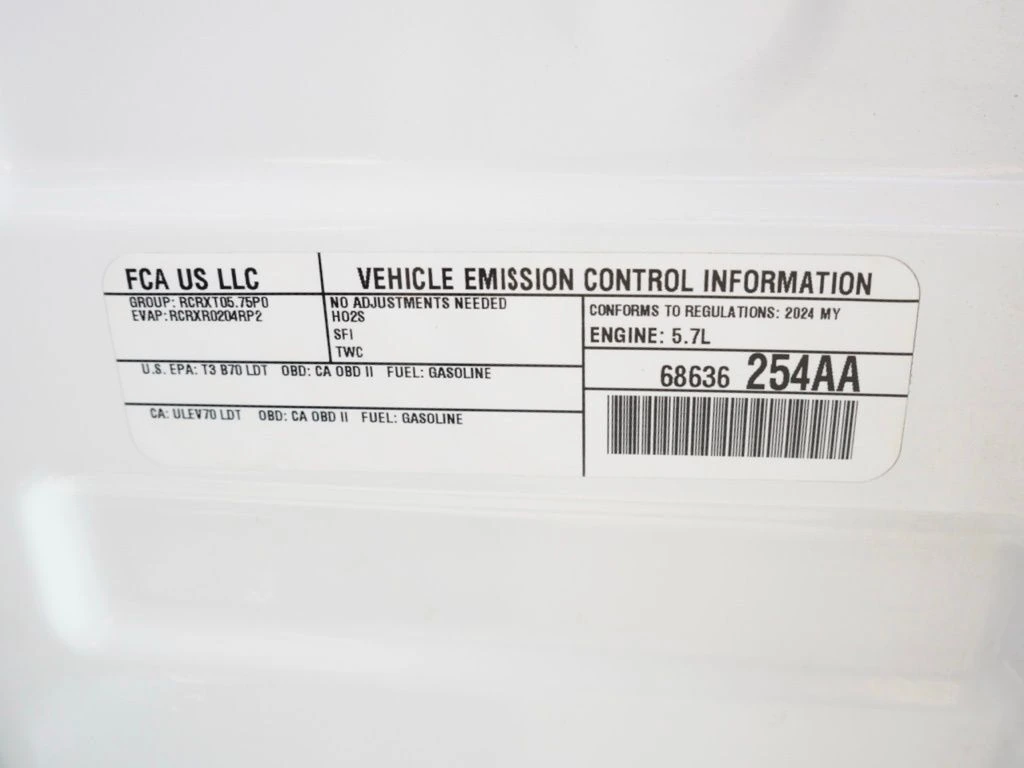 FCA US LLC
VEHICLE EMISSION CONTROL INFORMATION
GROUP: RCRXT05.75P0
EVAP:RCRXR0204RP2
NO ADJUSTMENTS NEEDED
HO2S
SFI
TWC
CONFORMS TO REGULATIONS: 2024 MY
ENGINE: 5.7L
U.S. EPA: T3 B70 LDT OBD: CA OBD II FUEL: GASOLINE
68636 254AA
CA: ULEV70 LDT OBD: CA OBD II FUEL: GASOLINE